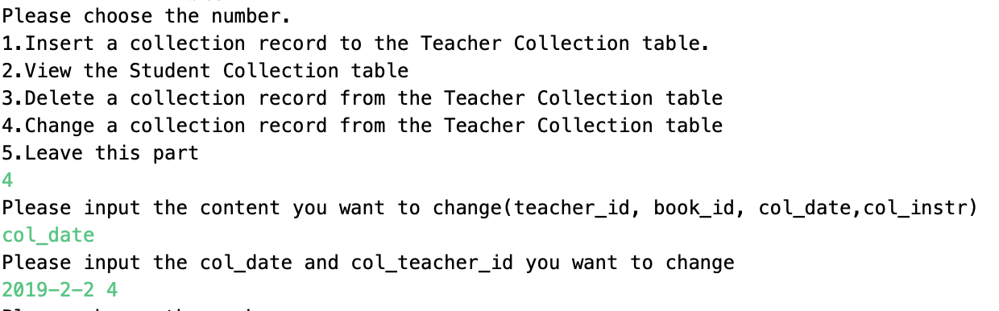 Please choose the number.
1.Insert a collection record to the Teacher Collection table.
2.View the Student Collection table
3.Delete a collection record from the Teacher Collection table
4.Change a collection record from the Teacher Collection table
5.Leave this part
4
Please input the content you want to change(teacher_id, book_id, col_date,col_instr)
col_date
Please input the col_date and col_teacher_id you want to change
2019-2-2 4